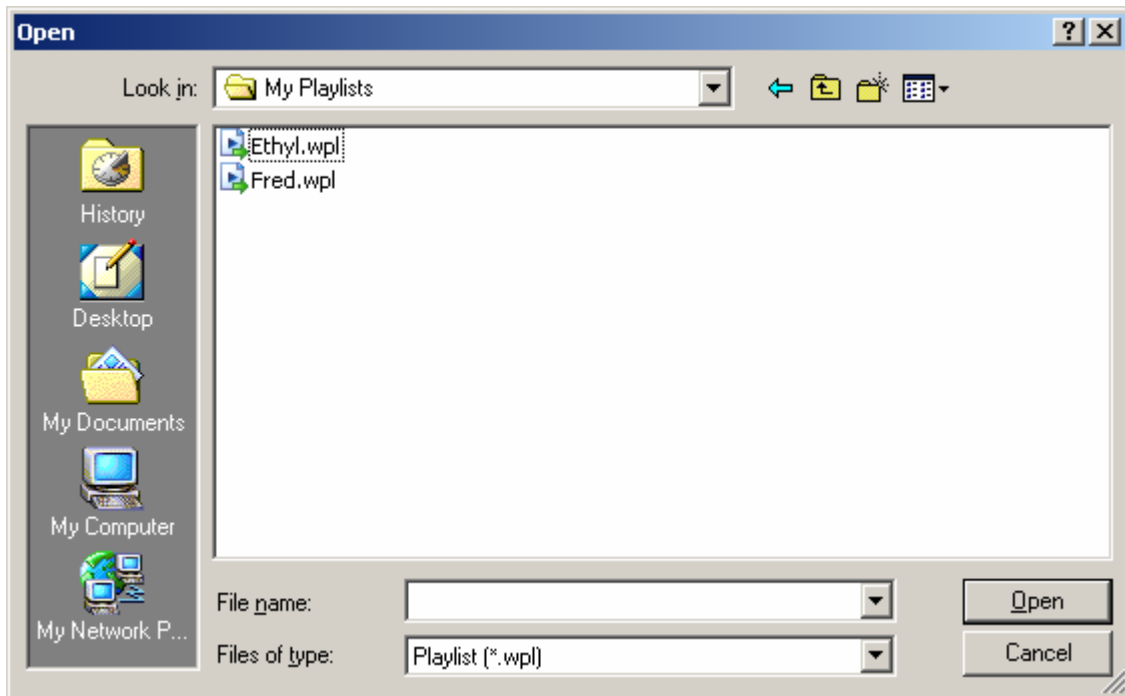 Open
Look in: My Playlists
Ethyl.wpl
Fred.wpl
History
Desktop
My Documents
My Computer
My Network P...
File name:
Open
Files of type: Playlist (*.wpl)
Cancel